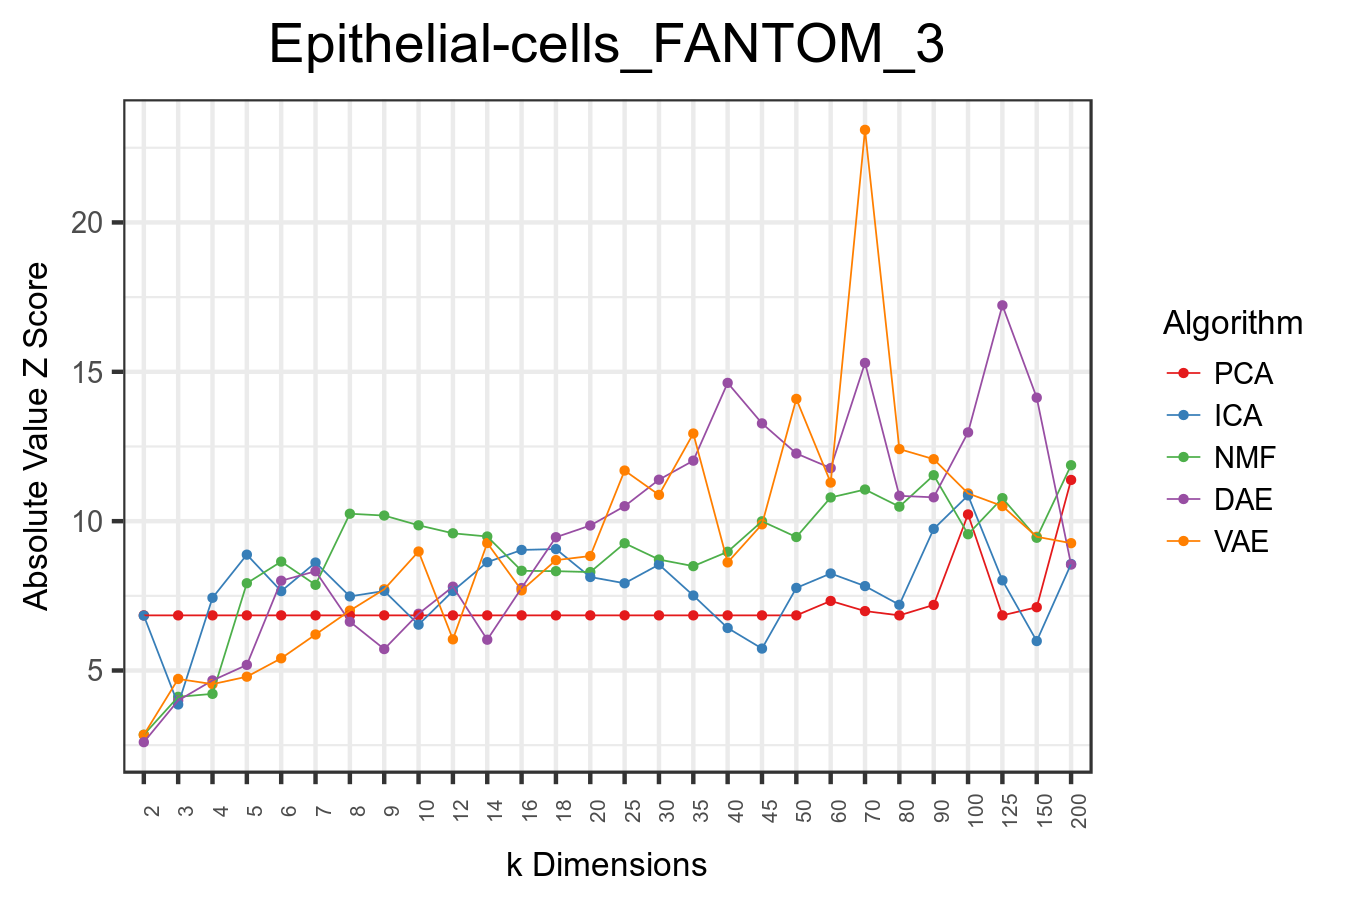 Epithelial-cells_FANTOM_3
Absolute Value Z Score
20
15
10
5
2 3 4 5 6 7 8 9 10 12 14 16 18 20 25 30 35 40 45 50 60 70 80 90 100 125 150 200
k Dimensions
Algorithm
PCA
ICA
NMF
DAE
VAE